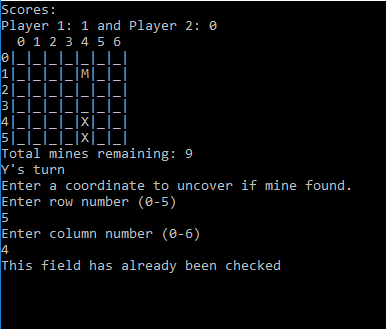 Scores:
Player 1: 1 and Player 2: 0
  0 1 2 3 4 5 6
0|_|_|_|_|_|_|_|
1|_|_|_|_|M|_|_|
2|_|_|_|_|_|_|_|
3|_|_|_|_|_|_|_|
4|_|_|_|_|X|_|_|
5|_|_|_|_|X|_|_|
Total mines remaining: 9
Y's turn
Enter a coordinate to uncover if mine found.
Enter row number (0-5)
5
Enter column number (0-6)
4
This field has already been checked